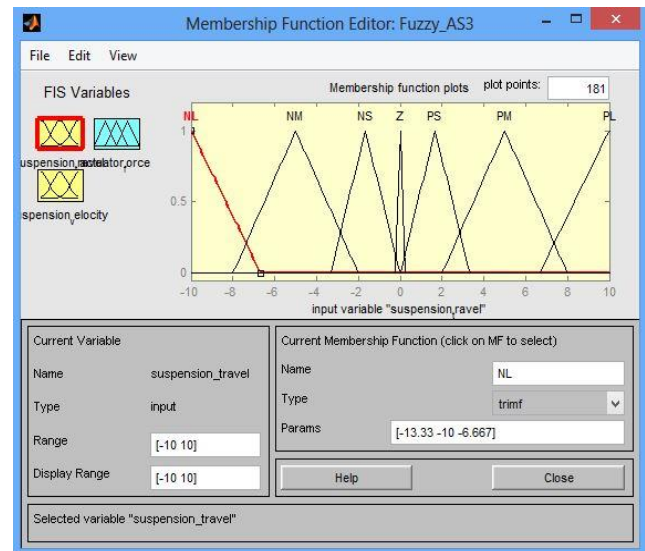 Membership Function Editor: Fuzzy_AS3
File Edit View
FIS Variables
Membership function plots plot points: 181
NL NM NS Z PS PM PL
1
0.5
0
-10 -8 -6 -4 -2 0 2 4 6 8 10
input variable "suspension_travel"
spension_velocity
Current Variable
Name suspension_travel
Type input
Range [-10 10]
Display Range [-10 10]
Current Membership Function (click on MF to select)
Name NL
Type trimf
Params [-13.33 -10 -6.667]
Help Close
Selected variable "suspension_travel"